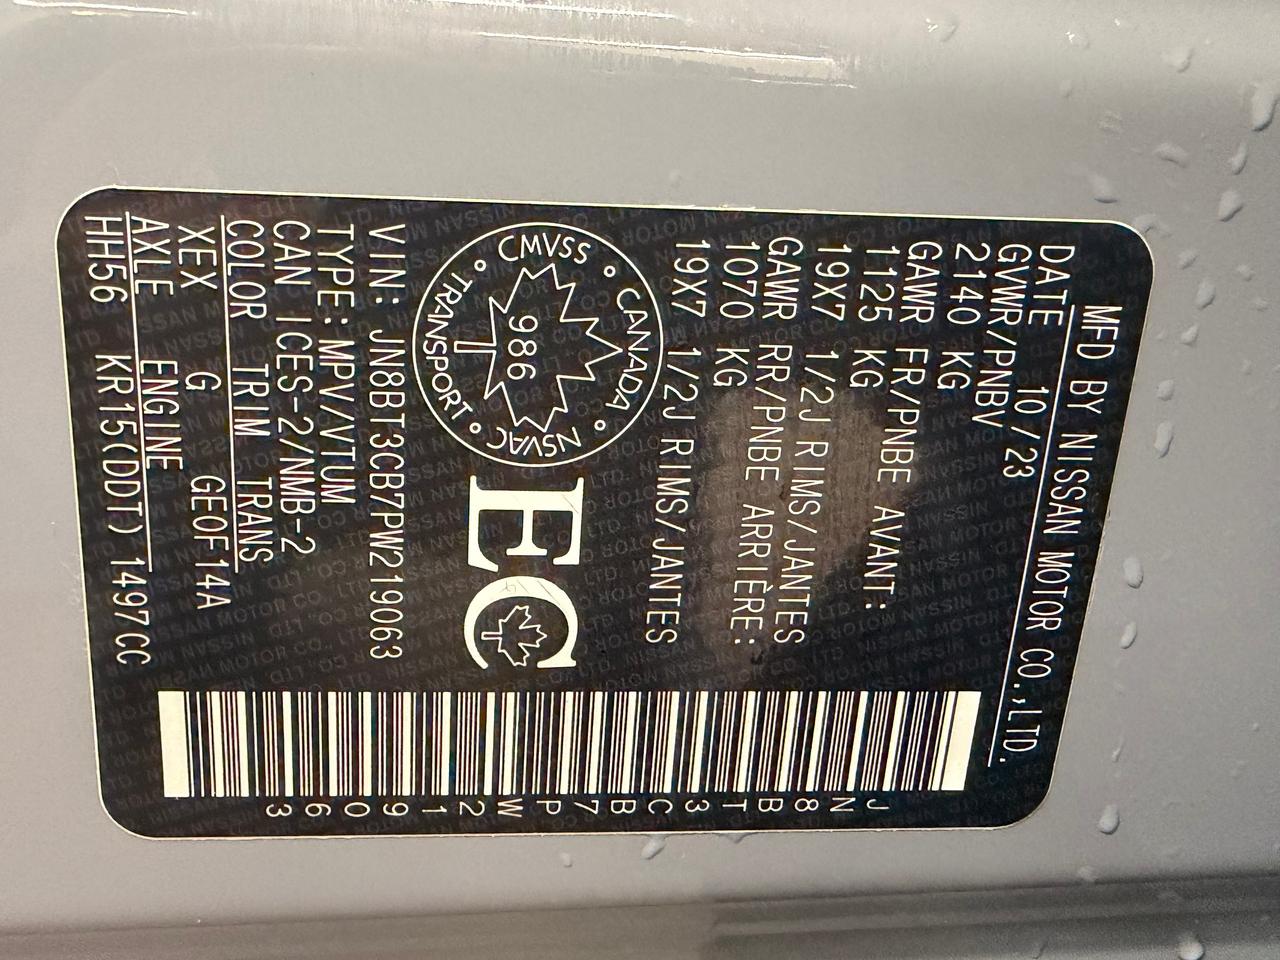 MFD BY NISSAN MOTOR CO.,LTD.
DATE 10/23
GVWR/PNBV
2140 KG
GAWR FR/PNBE AVANT:
1125 KG
19X7 1/2J RIMS/JANTES
GAWR RR/PNBE ARRIÈRE:
1070 KG
19X7 1/2J RIMS/JANTES
CMVSS • CANADA • NSVAC • TRANSPORT •
986
EC
VIN: JN8BT3CB7PW219063
TYPE: MPV/VTUM
CAN ICES-2/NMB-2
COLOR TRIM TRANS
XEX G GEOF14A
AXLE ENGINE
HH56 KR15(DDT) 1497CC
JN8BT3CB7PW219063